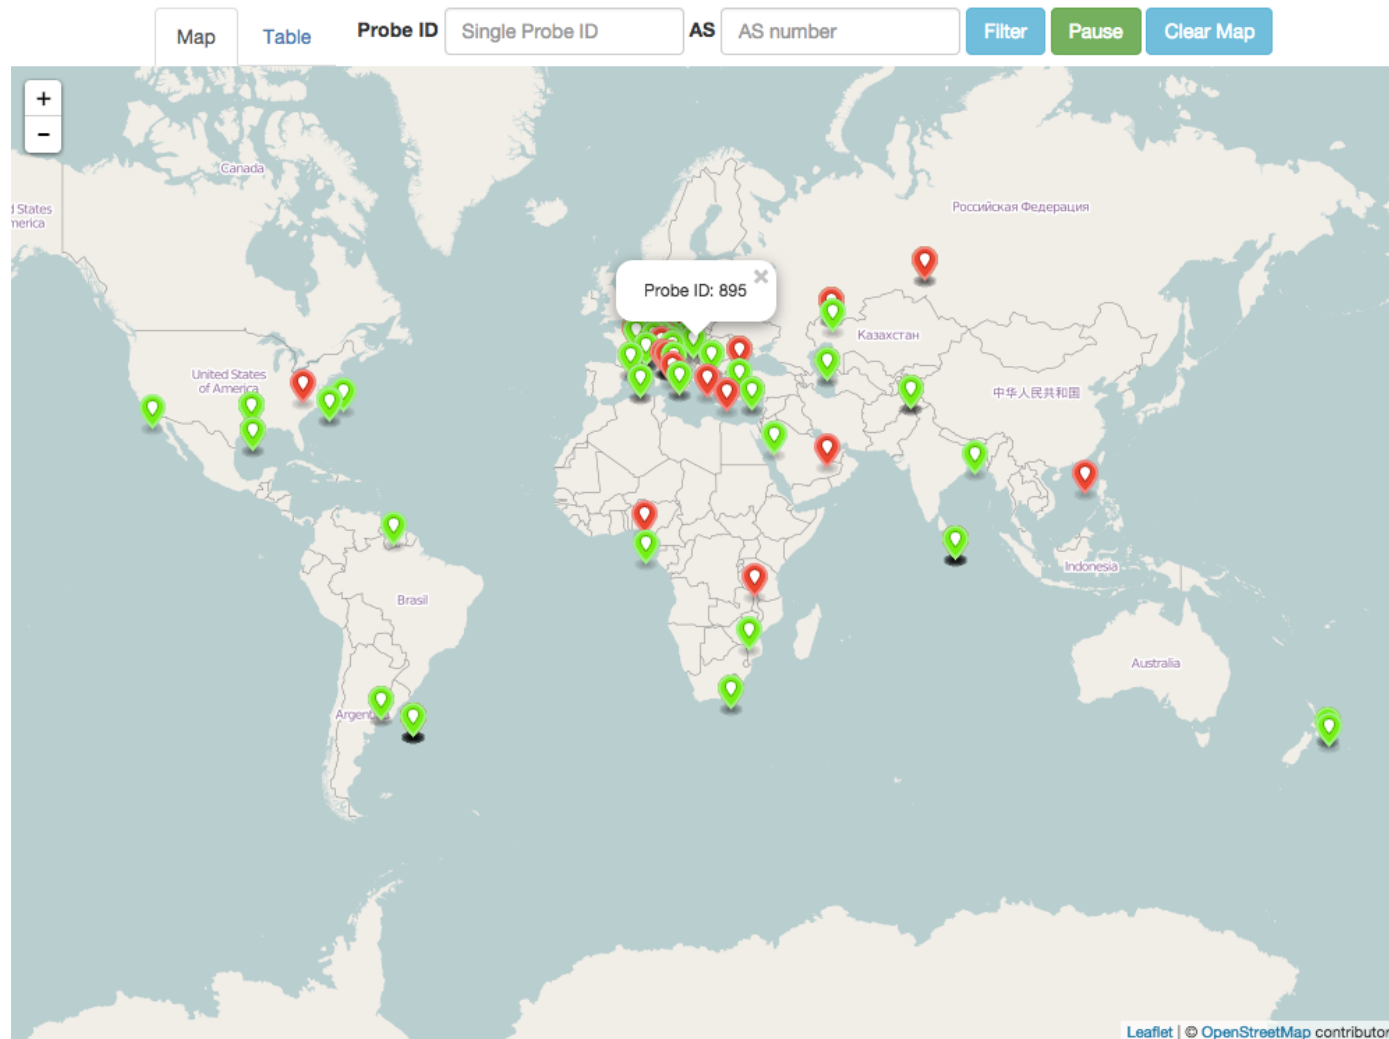 Map Table Probe ID Single Probe ID AS AS number Filter Pause Clear Map
+
−
Canada
d States
merica
Российская Федерация
Probe ID: 895 ×
Казахстан
United States
of America
中华人民共和国
Indonesia
Brasil
Australia
Leaflet | © OpenStreetMap contributor